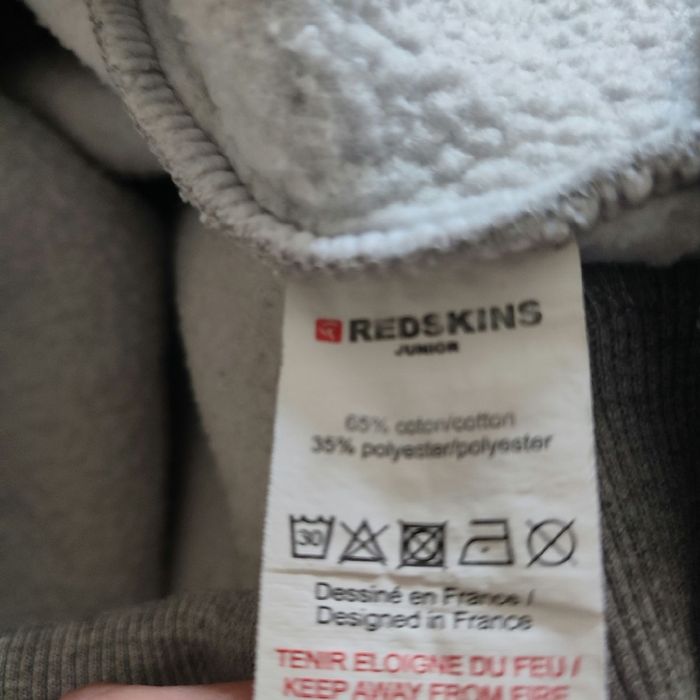 REDSKINS
JUNIOR
65% coton/cotton
35% polyester/polyester
30
Dessiné en France /
Designed in France
TENIR ELOIGNE DU FEU /
KEEP AWAY FROM FIRE